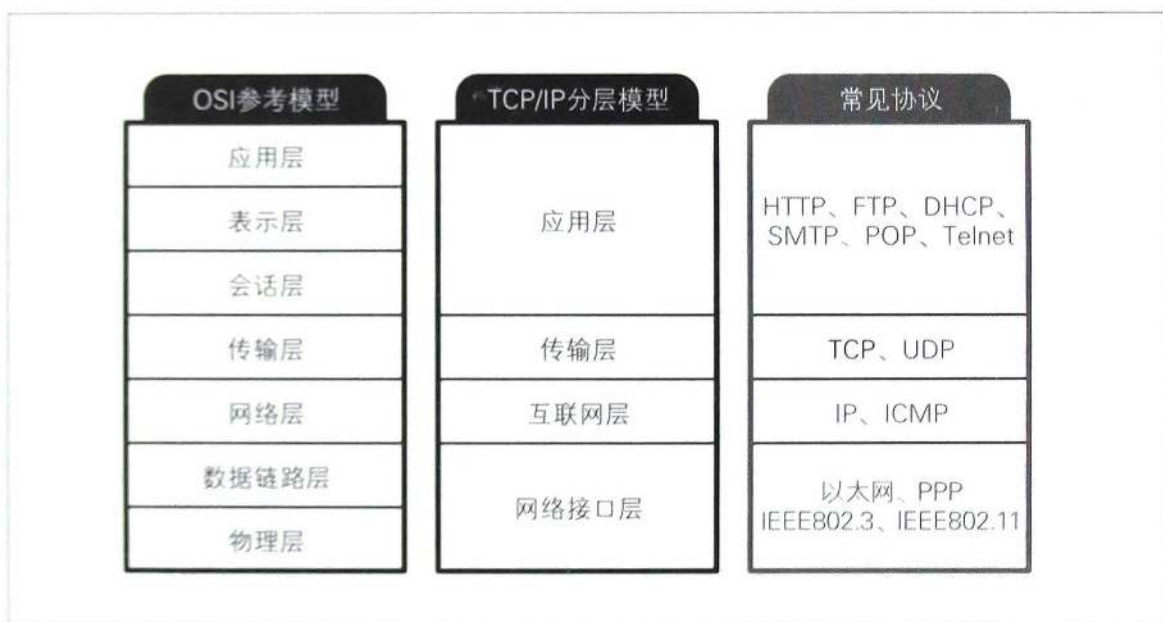 OSI参考模型
应用层
表示层
会话层
传输层
网络层
数据链路层
物理层
TCP/IP分层模型
应用层
传输层
互联网层
网络接口层
常见协议
HTTP、FTP、DHCP、
SMTP、POP、Telnet
TCP、UDP
IP、ICMP
以太网、PPP
IEEE802.3、IEEE802.11